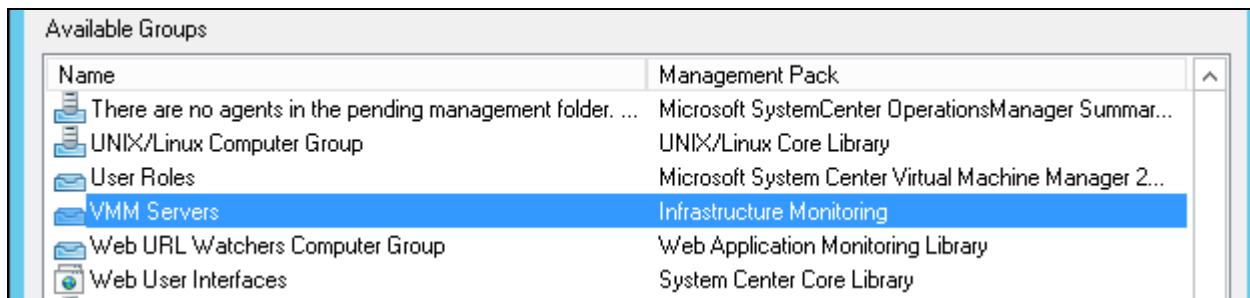 Available Groups
Name Management Pack
There are no agents in the pending management folder. ... Microsoft SystemCenter OperationsManager Summar...
UNIX/Linux Computer Group UNIX/Linux Core Library
User Roles Microsoft System Center Virtual Machine Manager 2...
VMM Servers Infrastructure Monitoring
Web URL Watchers Computer Group Web Application Monitoring Library
Web User Interfaces System Center Core Library